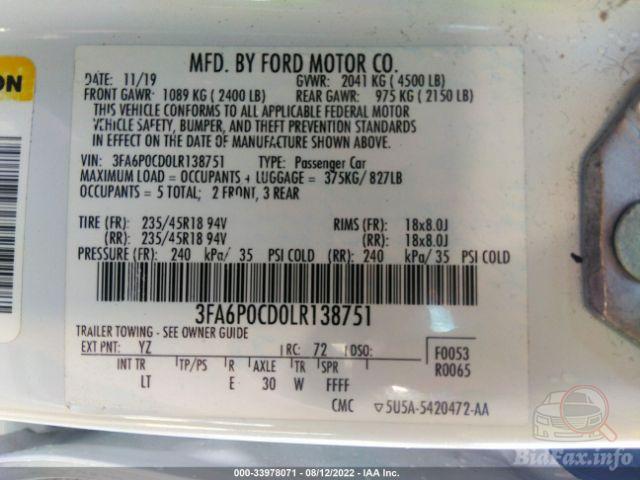 ON
MFD. BY FORD MOTOR CO.
DATE: 11/19 GVWR: 2041 KG ( 4500 LB)
FRONT GAWR: 1089 KG ( 2400 LB) REAR GAWR: 975 KG ( 2150 LB)
THIS VEHICLE CONFORMS TO ALL APPLICABLE FEDERAL MOTOR
VEHICLE SAFETY, BUMPER, AND THEFT PREVENTION STANDARDS
IN EFFECT ON THE DATE OF MANUFACTURE SHOWN ABOVE.
VIN: 3FA6P0CD0LR138751 TYPE: Passenger Car
MAXIMUM LOAD = OCCUPANTS + LUGGAGE = 375KG/ 827LB
OCCUPANTS = 5 TOTAL; 2 FRONT, 3 REAR
TIRE (FR): 235/45R18 94V RIMS (FR): 18x8.0J
(RR): 235/45R18 94V (RR): 18x8.0J
PRESSURE (FR): 240 kPa/ 35 PSI COLD (RR): 240 kPa/ 35 PSI COLD
3FA6P0CD0LR138751
TRAILER TOWING - SEE OWNER GUIDE
EXT PNT: YZ RC: 72 DSO: F0053
INT TR TP/PS R AXLE TR SPR R0065
LT E 30 W FFFF
CMC ▽5U5A-5420472-AA
BidFax.info
000-33978071 - 08/12/2022 - IAA Inc.